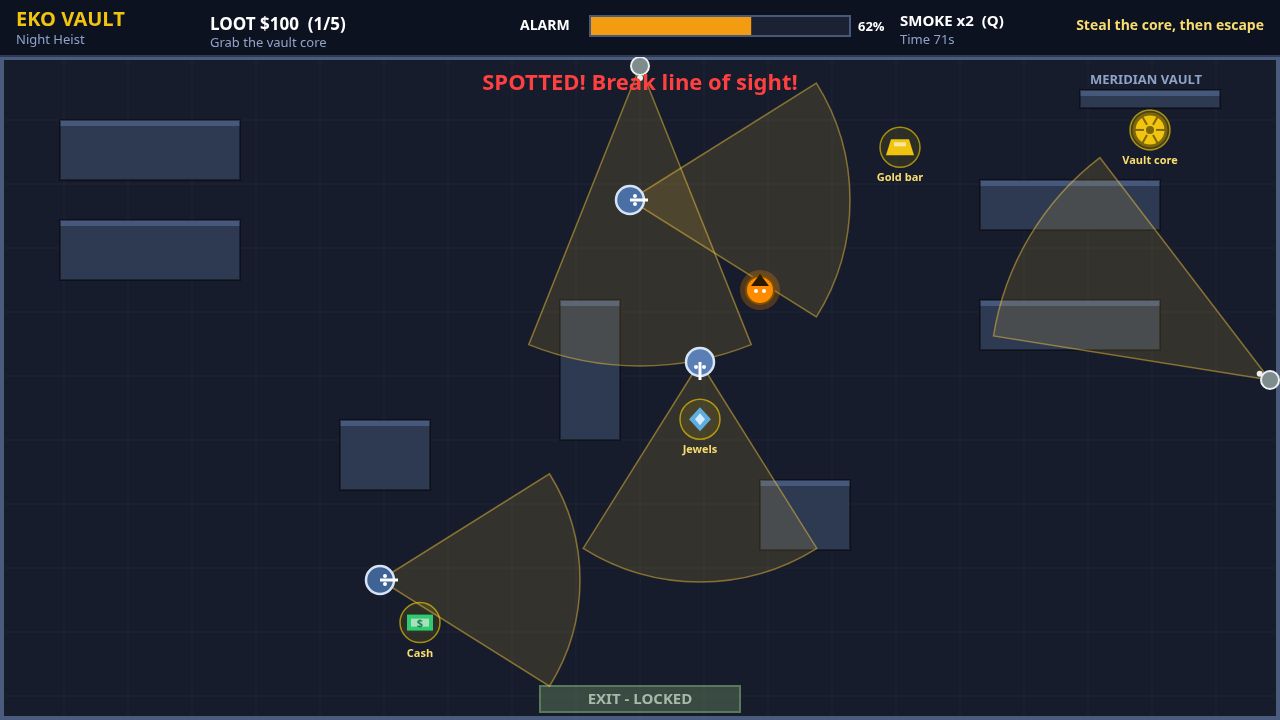 EKO VAULT
Night Heist
LOOT $100 (1/5)
Grab the vault core
ALARM
62%
SMOKE x2 (Q)
Time 71s
Steal the core, then escape
SPOTTED! Break line of sight!
MERIDIAN VAULT
Vault core
Gold bar
Jewels
$
Cash
EXIT - LOCKED